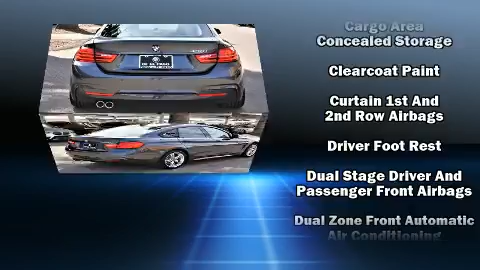 Cargo Area
Concealed Storage
Clearcoat Paint
Curtain 1st And
2nd Row Airbags
Driver Foot Rest
Dual Stage Driver And
Passenger Front Airbags
Dual Zone Front Automatic
Air Conditioning